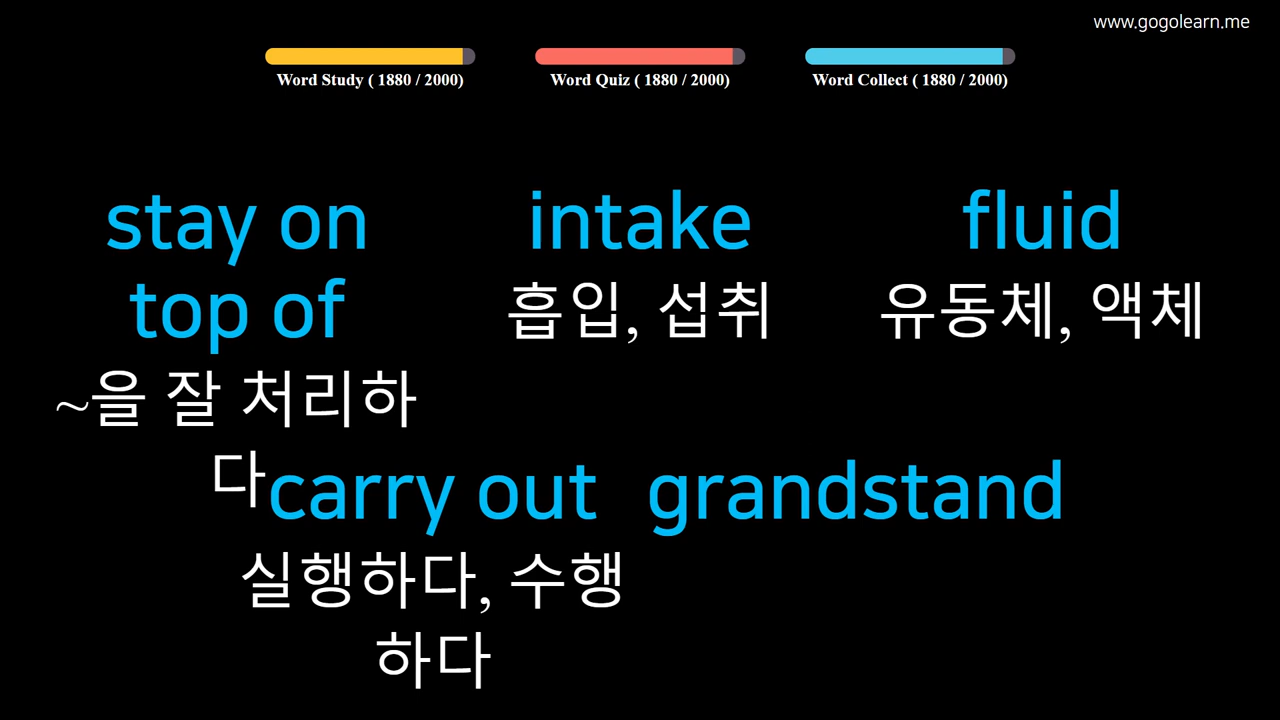 www.gogolearn.me
Word Study ( 1880 / 2000)
Word Quiz ( 1880 / 2000)
Word Collect ( 1880 / 2000)
stay on
top of
~을 잘 처리하
다
intake
흡입, 섭취
fluid
유동체, 액체
carry out
실행하다, 수행
하다
grandstand